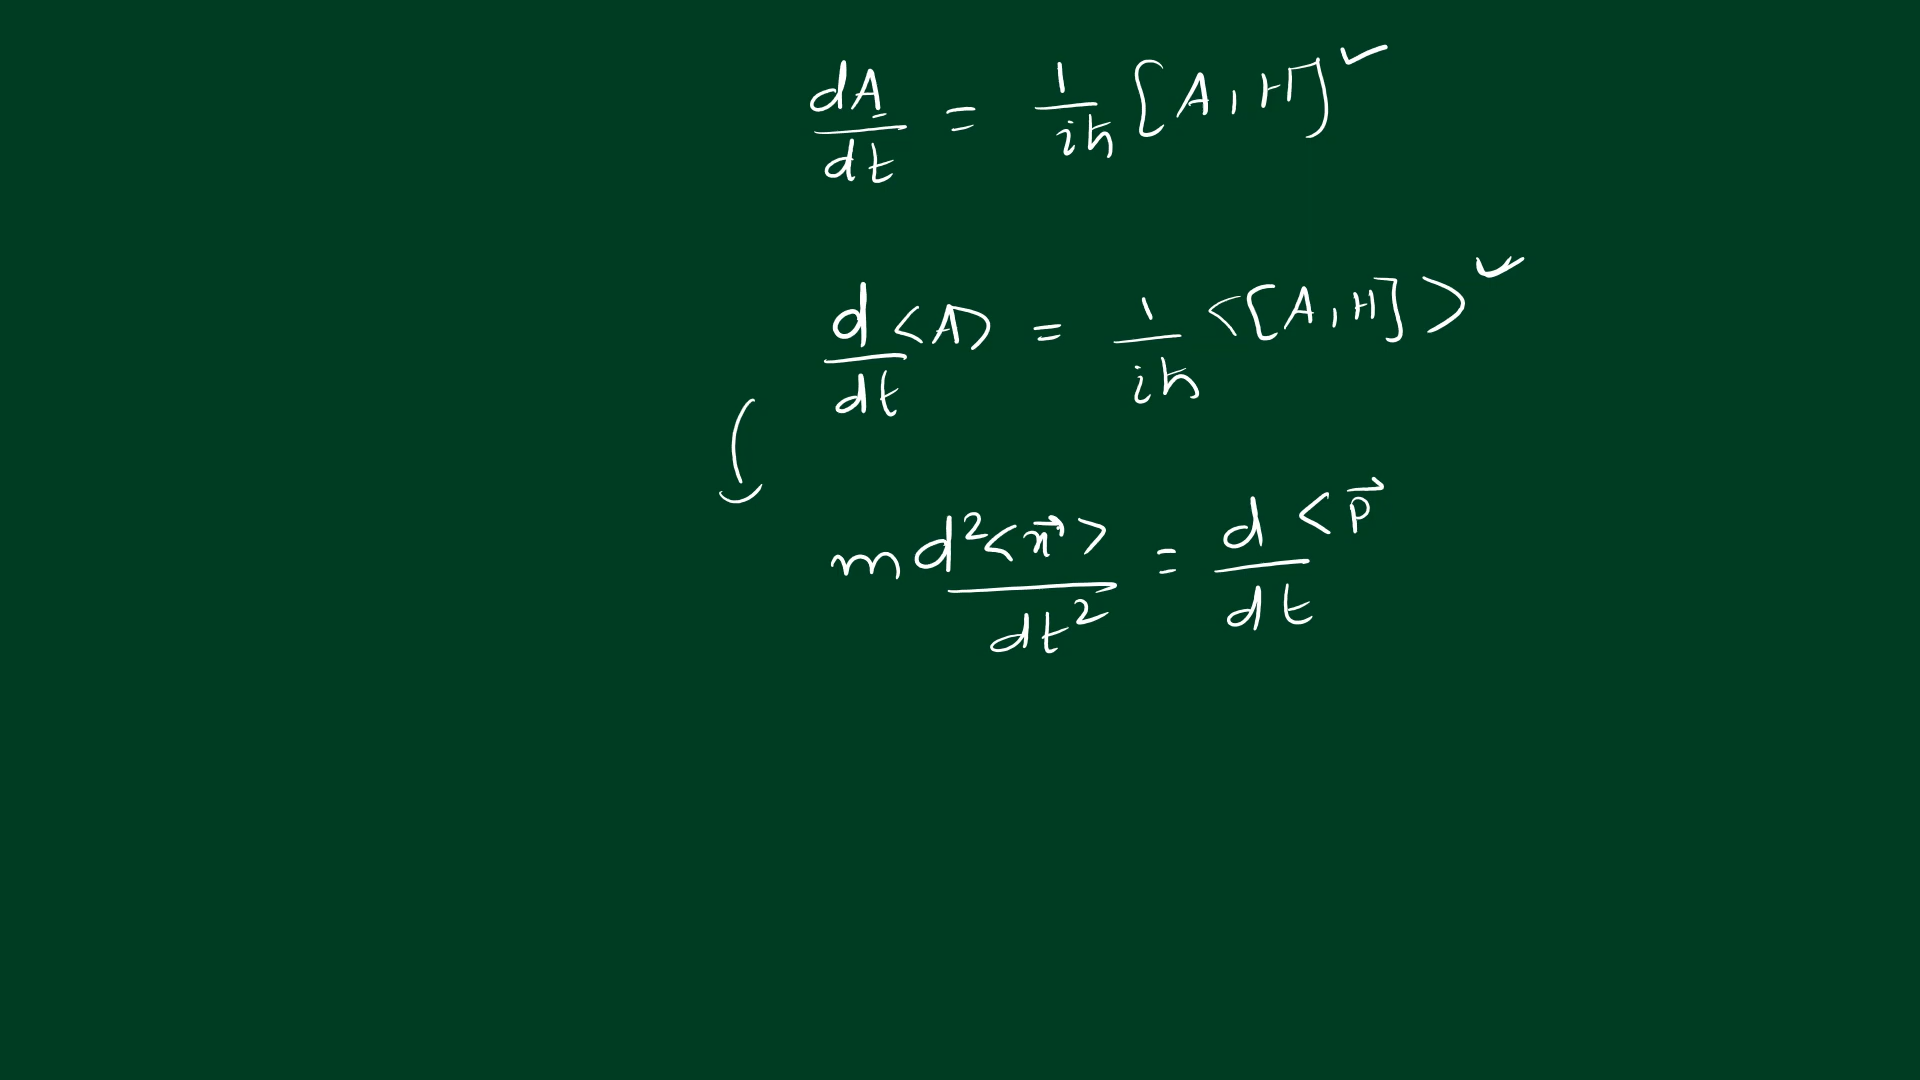 dA/dt = 1/iħ [A, H] ✓
d/dt <A> = 1/iħ <[A, H]> ✓
m d²<x⃗>/dt² = d/dt <p⃗